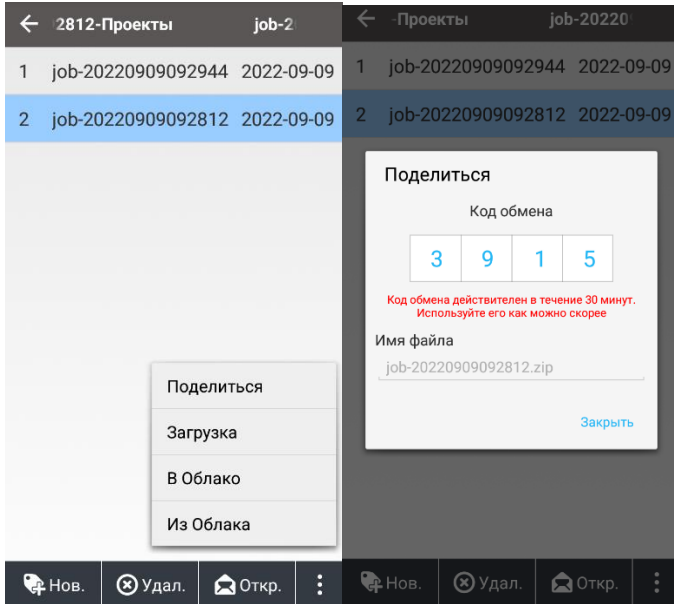 2812-Проекты job-2
1 job-20220909092944 2022-09-09
2 job-20220909092812 2022-09-09
Поделиться
Загрузка
В Облако
Из Облака
Нов. Удал. Откр.
-Проекты job-20220
1 job-20220909092944 2022-09-09
2 job-20220909092812 2022-09-09
Поделиться
Код обмена
3 9 1 5
Код обмена действителен в течение 30 минут.
Используйте его как можно скорее
Имя файла
job-20220909092812.zip
Закрыть
Нов. Удал. Откр.